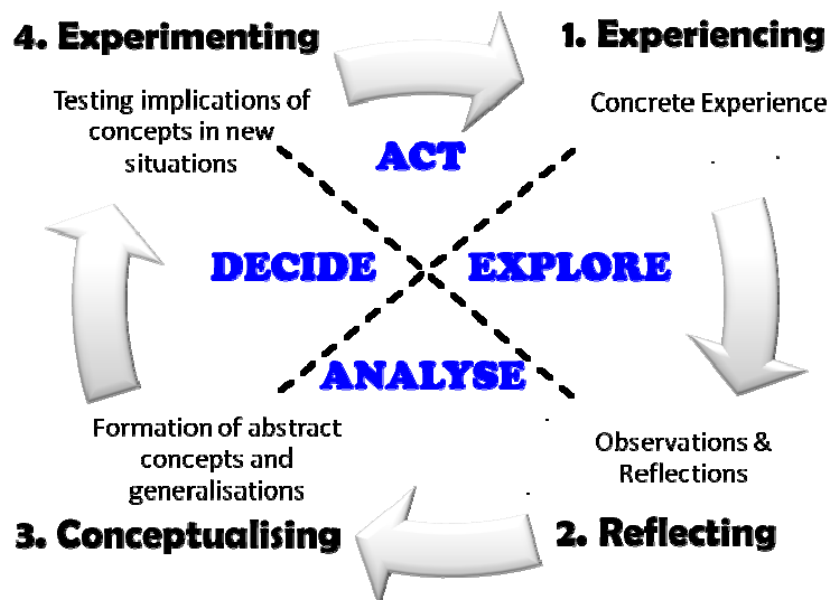 4. Experimenting
Testing implications of
concepts in new
situations
1. Experiencing
Concrete Experience
ACT
DECIDE
EXPLORE
ANALYSE
Formation of abstract
concepts and
generalisations
3. Conceptualising
Observations &
Reflections
2. Reflecting